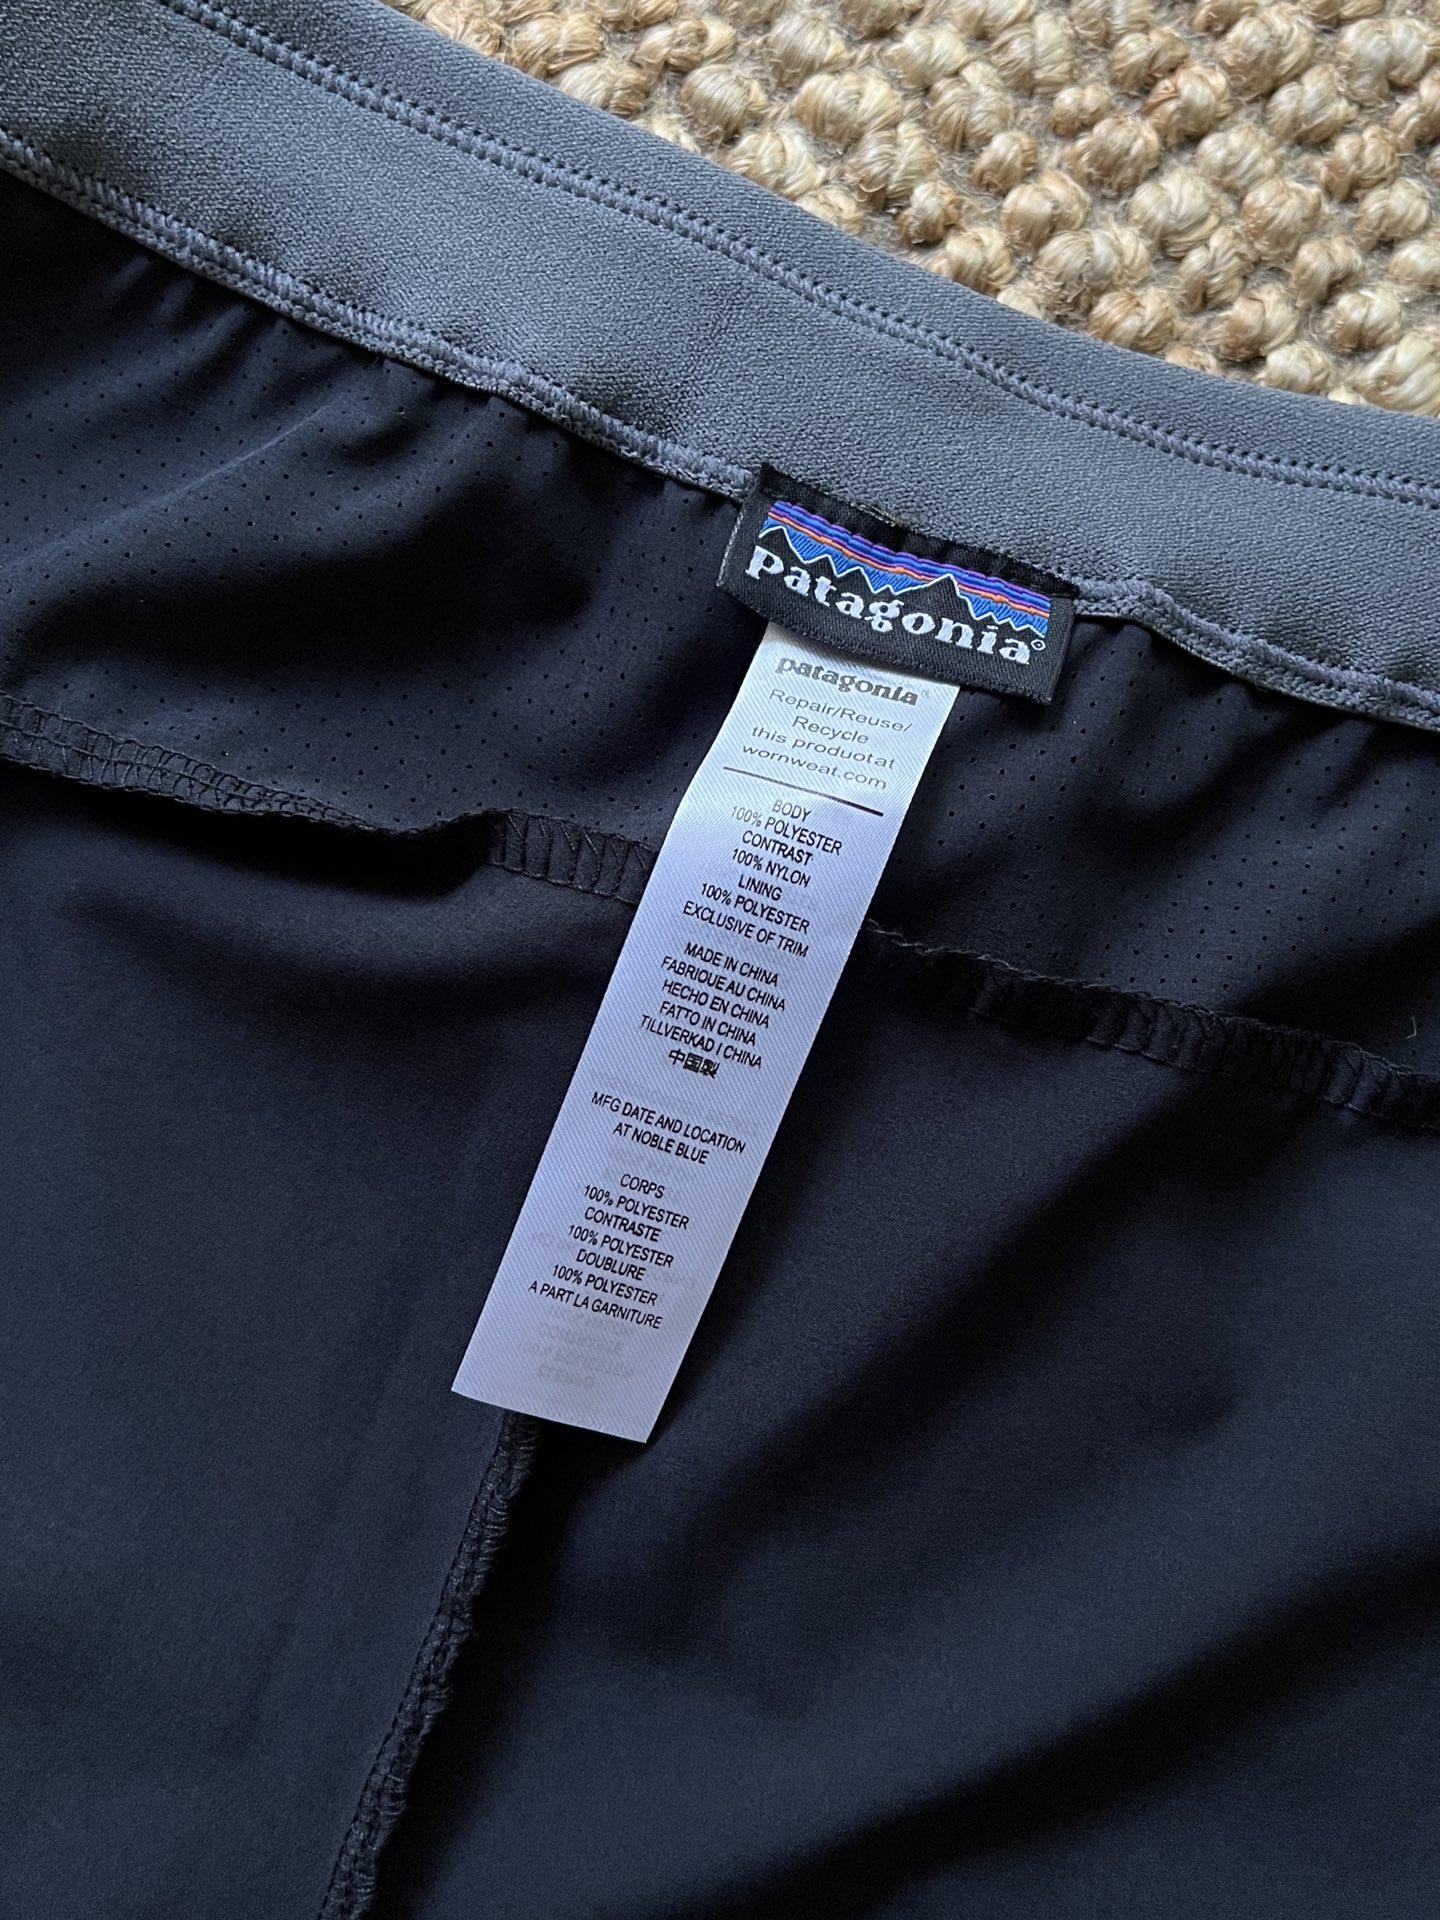 patagonia®
patagonia®
Repair/Reuse/
Recycle
this produotat
wornweat.com
BODY
100% POLYESTER
CONTRAST
100% NYLON
LINING
100% POLYESTER
EXCLUSIVE OF TRIM
MADE IN CHINA
FABRIQUE AU CHINA
HECHO EN CHINA
FATTO IN CHINA
TILLVERKAD I CHINA
中国製
MFG DATE AND LOCATION
AT NOBLE BLUE
CORPS
100% POLYESTER
CONTRASTE
100% POLYESTER
DOUBLURE
100% POLYESTER
A PART LA GARNITURE